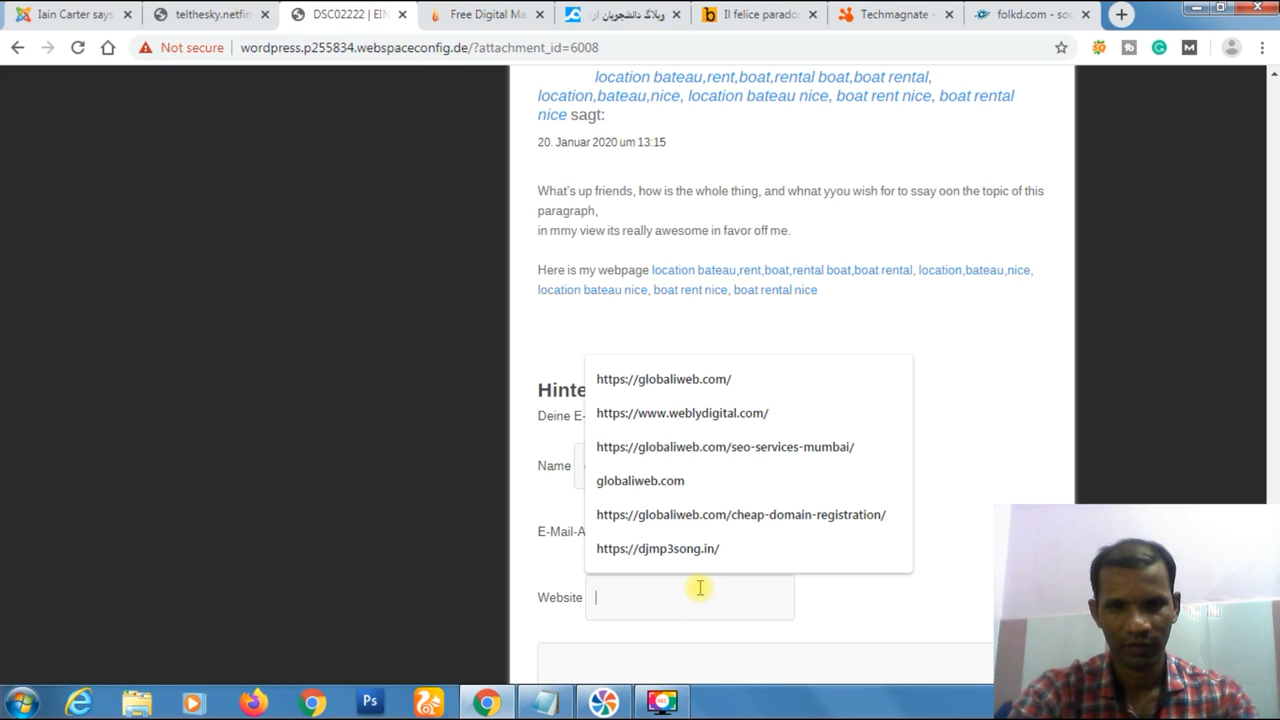 Iain Carter says
telthesky.netfin
DSC02222 | EIN
Free Digital Ma
وبلاگ دانشجویان از
Il felice parado
Techmagnate -
folkd.com - soc
Not secure
wordpress.p255834.webspaceconfig.de/?attachment_id=6008
location bateau,rent,boat,rental boat,boat rental,
location,bateau,nice, location bateau nice, boat rent nice, boat rental
nice sagt:
20. Januar 2020 um 13:15
What's up friends, how is the whole thing, and whnat yyou wish for to ssay oon the topic of this
paragraph,
in mmy view its really awesome in favor off me.
Here is my webpage location bateau,rent,boat,rental boat,boat rental, location,bateau,nice,
location bateau nice, boat rent nice, boat rental nice
https://globaliweb.com/
Hinte
https://www.weblydigital.com/
Deine E-
https://globaliweb.com/seo-services-mumbai/
Name
globaliweb.com
https://globaliweb.com/cheap-domain-registration/
E-Mail-A
https://djmp3song.in/
Website
Ps